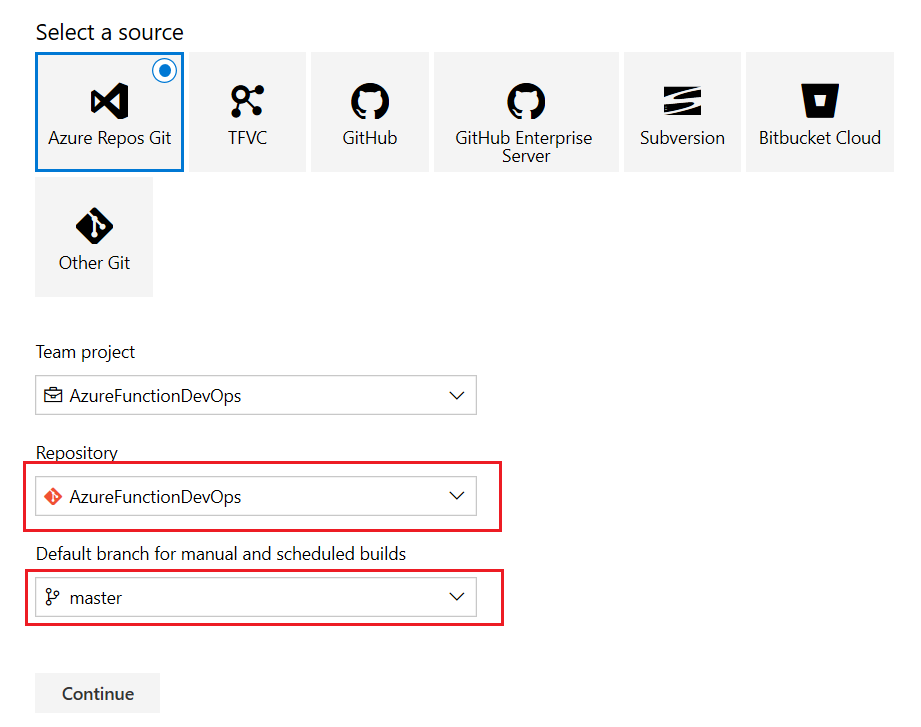 Select a source
Azure Repos Git
TFVC
GitHub
GitHub Enterprise
Server
Subversion
Bitbucket Cloud
Other Git
Team project
AzureFunctionDevOps
Repository
AzureFunctionDevOps
Default branch for manual and scheduled builds
master
Continue